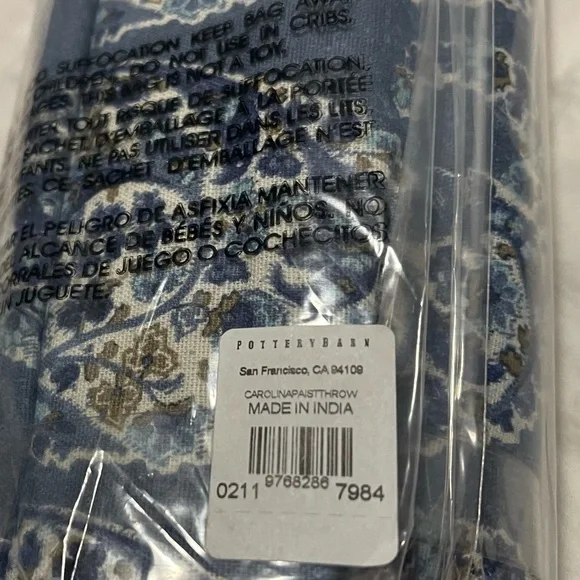 SUFFOCATION KEEP BAG AWAY
CHILDREN. DO NOT USE IN CRIBS,
THIS BAG IS NOT A TOY.
TOUT RISQUE DE SUFFOCATION,
SACHET D'EMBALLAGE À LA PORTÉE
NE PAS UTILISER DANS LES LITS,
CE SACHET D'EMBALLAGE N'EST
EL PELIGRO DE ASFIXIA MANTENER
ALCANCE DE BEBÉS Y NIÑOS. NO
DE JUEGO O COCHECITOS
JUGUETE.
POTTERY BARN
San Francisco, CA 94109
CAROLINAPAISTTHROW
MADE IN INDIA
0211 9768286 7984